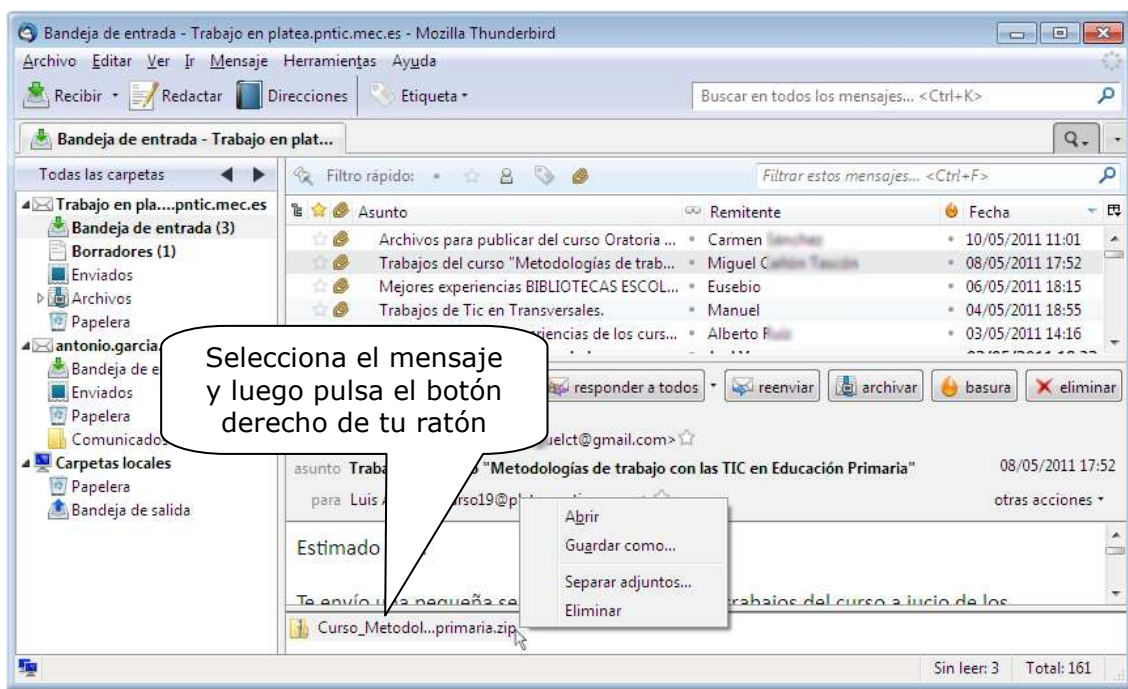 Bandeja de entrada - Trabajo en platea.pntic.mec.es - Mozilla Thunderbird
Archivo Editar Ver Ir Mensaje Herramientas Ayuda
Recibir Redactar Direcciones Etiqueta Buscar en todos los mensajes... <Ctrl+K>
Bandeja de entrada - Trabajo en plat...
Todas las carpetas Filtro rápido: Filtrar estos mensajes... <Ctrl+F>
Asunto Remitente Fecha
Archivos para publicar del curso Oratoria ... Carmen 10/05/2011 11:01
Trabajos del curso "Metodologías de trab... Miguel 08/05/2011 17:52
Mejores experiencias BIBLIOTECAS ESCOL... Eusebio 06/05/2011 18:15
Trabajos de Tic en Transversales. Manuel 04/05/2011 18:55
de los curs... Alberto 03/05/2011 14:16
Trabajo en pla....pntic.mec.es
Bandeja de entrada (3)
Borradores (1)
Enviados
Archivos
Papelera
antonio.garcia.
Bandeja de e
Enviados
Papelera
Comunicados
Carpetas locales
Papelera
Bandeja de salida
Selecciona el mensaje
y luego pulsa el botón
derecho de tu ratón
responder a todos reenviar archivar basura eliminar
uelct@gmail.com>
asunto Traba "Metodologías de trabajo con las TIC en Educación Primaria" 08/05/2011 17:52
para Luis otras acciones
Abrir
Guardar como...
Separar adjuntos...
Eliminar
Estimado
Te envío una pequeña se trabajos del curso a jucio de los
Curso_Metodol...primaria.zip
Sin leer: 3 Total: 161